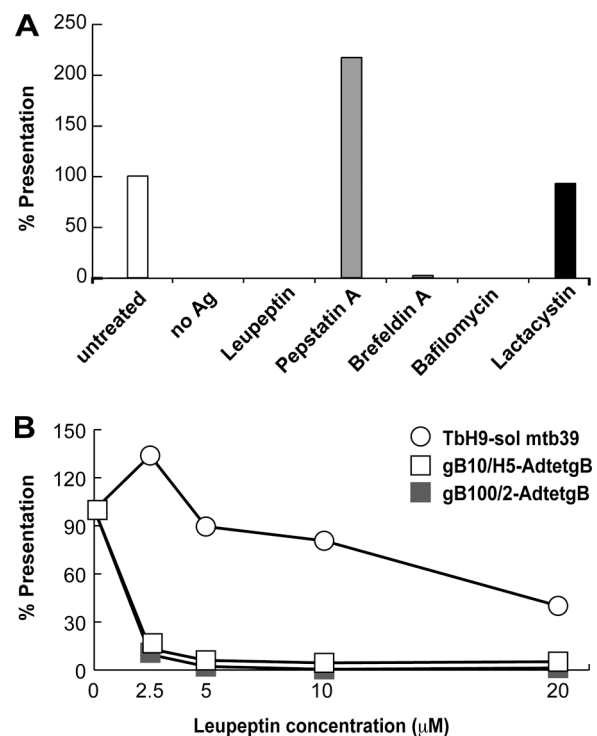 A
250
200
150
100
50
0
% Presentation
untreated
no Ag
Leupeptin
Pepstatin A
Brefeldin A
Bafilomycin
Lactacystin
B
150
120
90
60
30
0
% Presentation
TbH9-sol mtb39
gB10/H5-AdtetgB
gB100/2-AdtetgB
0 2.5 5 10 20
Leupeptin concentration (μM)